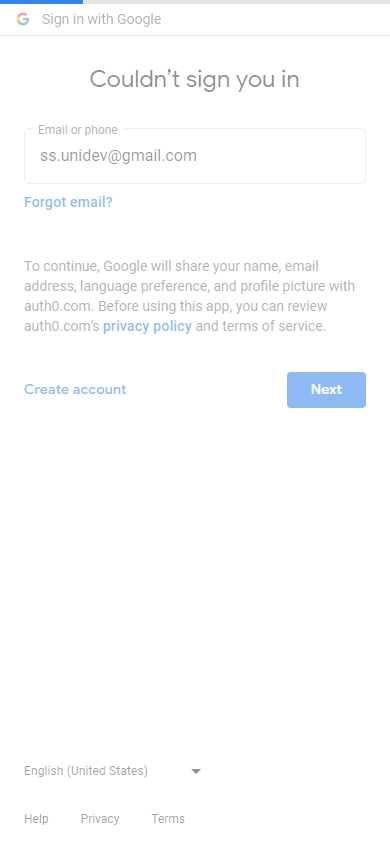 Sign in with Google
Couldn’t sign you in
Email or phone
ss.unidev@gmail.com
Forgot email?
To continue, Google will share your name, email
address, language preference, and profile picture with
auth0.com. Before using this app, you can review
auth0.com’s privacy policy and terms of service.
Create account
Next
English (United States)
Help Privacy Terms